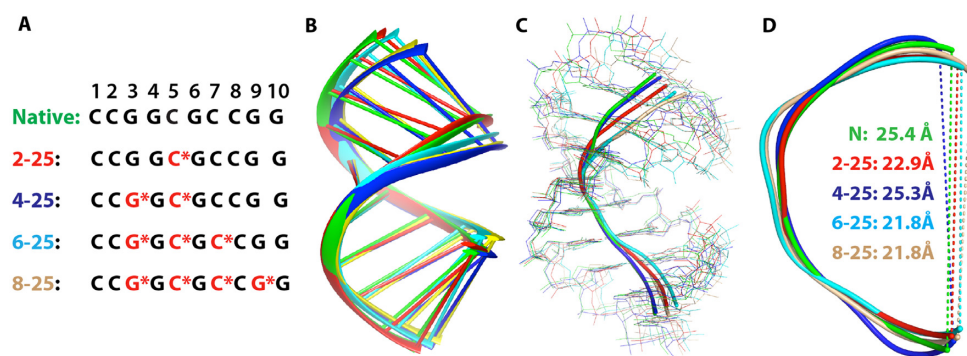 A
B
C
D
1 2 3 4 5 6 7 8 9 10
Native: C C G G C G C C G G
2-25: C C G G C* G C C G G
4-25: C C G* G C* G C C G G
6-25: C C G* G C* G C* C G G
8-25: C C G* G C* G C* C G* G
N: 25.4 Å
2-25: 22.9Å
4-25: 25.3Å
6-25: 21.8Å
8-25: 21.8Å